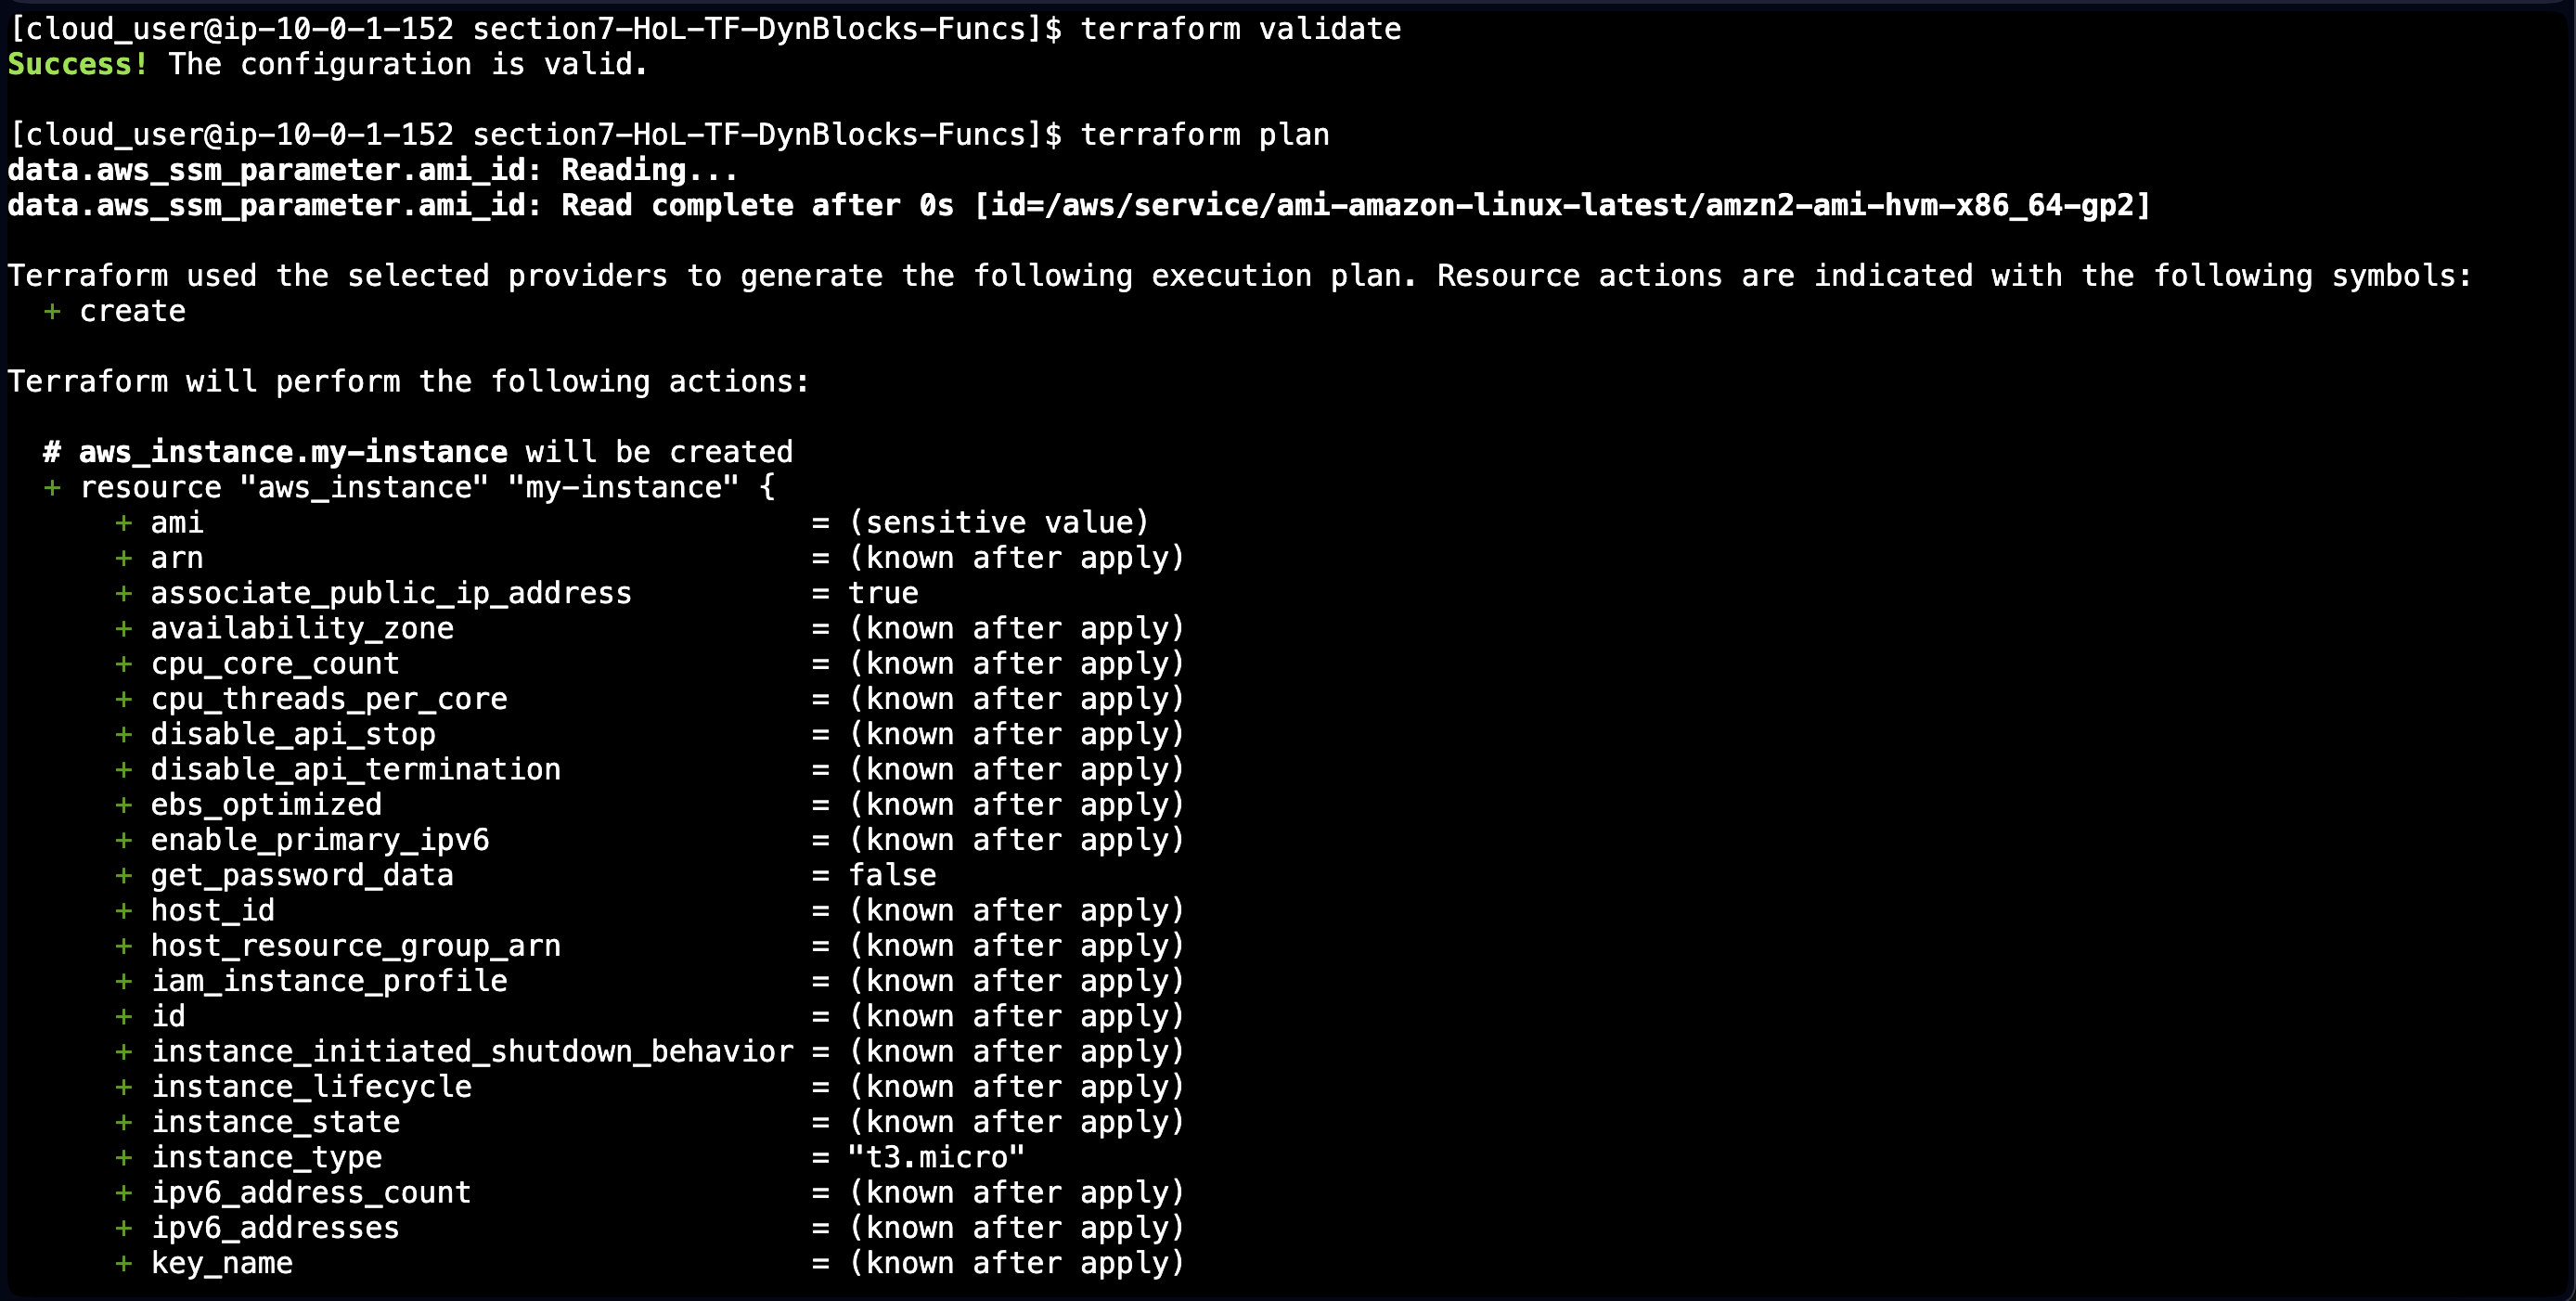 [cloud_user@ip-10-0-1-152 section7-HoL-TF-DynBlocks-Funcs]$ terraform validate
Success! The configuration is valid.

[cloud_user@ip-10-0-1-152 section7-HoL-TF-DynBlocks-Funcs]$ terraform plan
data.aws_ssm_parameter.ami_id: Reading...
data.aws_ssm_parameter.ami_id: Read complete after 0s [id=/aws/service/ami-amazon-linux-latest/amzn2-ami-hvm-x86_64-gp2]

Terraform used the selected providers to generate the following execution plan. Resource actions are indicated with the following symbols:
  + create

Terraform will perform the following actions:

  # aws_instance.my-instance will be created
  + resource "aws_instance" "my-instance" {
      + ami                                  = (sensitive value)
      + arn                                  = (known after apply)
      + associate_public_ip_address          = true
      + availability_zone                    = (known after apply)
      + cpu_core_count                       = (known after apply)
      + cpu_threads_per_core                 = (known after apply)
      + disable_api_stop                     = (known after apply)
      + disable_api_termination              = (known after apply)
      + ebs_optimized                        = (known after apply)
      + enable_primary_ipv6                  = (known after apply)
      + get_password_data                    = false
      + host_id                              = (known after apply)
      + host_resource_group_arn              = (known after apply)
      + iam_instance_profile                 = (known after apply)
      + id                                   = (known after apply)
      + instance_initiated_shutdown_behavior = (known after apply)
      + instance_lifecycle                   = (known after apply)
      + instance_state                       = (known after apply)
      + instance_type                        = "t3.micro"
      + ipv6_address_count                   = (known after apply)
      + ipv6_addresses                       = (known after apply)
      + key_name                             = (known after apply)